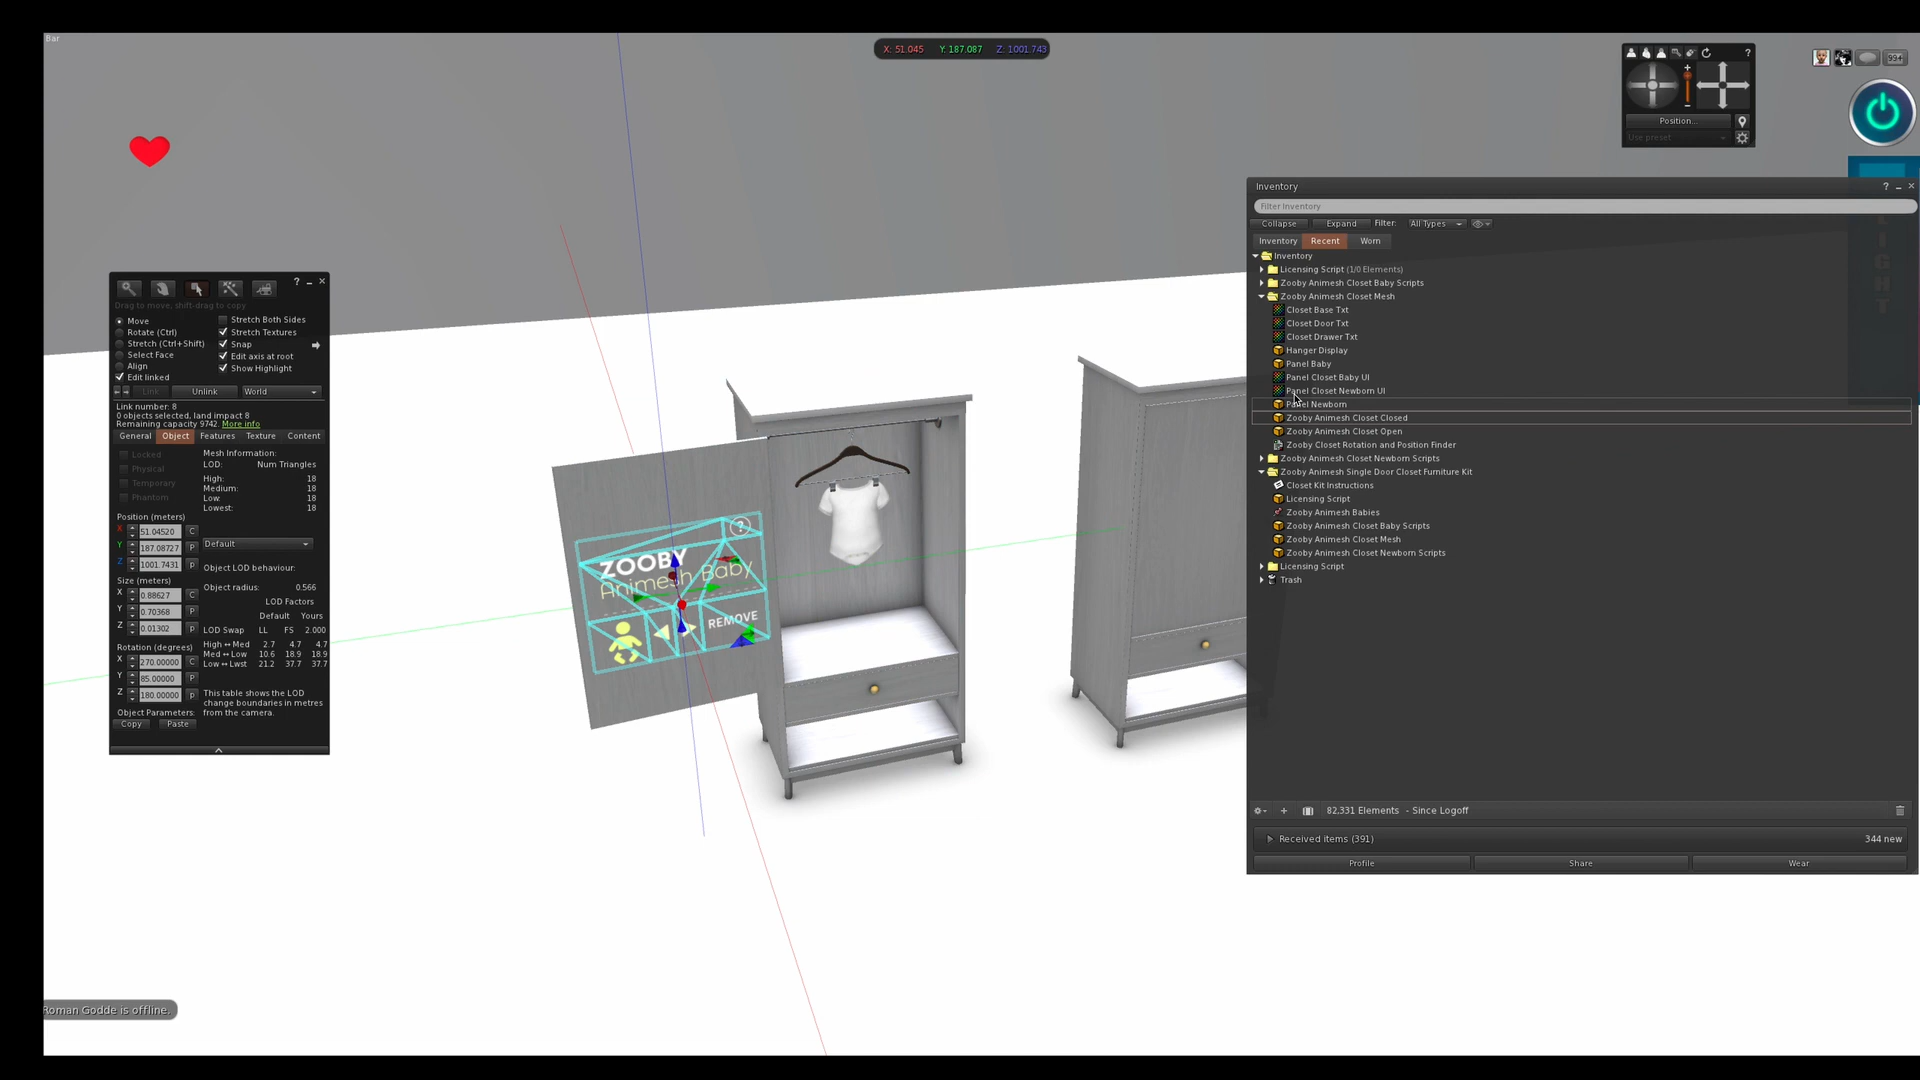 Bar
X: 51.045 Y: 187.087 Z: 1001.743
?
Position...
Use preset
99+
Inventory
?
Filter Inventory
Collapse
Expand
Filter:
All Types
Inventory
Recent
Worn
Inventory
Licensing Script (1/0 Elements)
Zooby Animesh Closet Baby Scripts
Zooby Animesh Closet Mesh
Closet Base Txt
Closet Door Txt
Closet Drawer Txt
Hanger Display
Panel Baby
Panel Closet Baby UI
Panel Closet Newborn UI
Panel Newborn
Zooby Animesh Closet Closed
Zooby Animesh Closet Open
Zooby Closet Rotation and Position Finder
Zooby Animesh Closet Newborn Scripts
Zooby Animesh Single Door Closet Furniture Kit
Closet Kit Instructions
Licensing Script
Zooby Animesh Babies
Zooby Animesh Closet Baby Scripts
Zooby Animesh Closet Mesh
Zooby Animesh Closet Newborn Scripts
Licensing Script
Trash
82,331 Elements - Since Logoff
Received items (391)
344 new
Profile
Share
Wear
?
Drag to move, shift-drag to copy
Move
Rotate (Ctrl)
Stretch (Ctrl+Shift)
Select Face
Align
Edit linked
Stretch Both Sides
Stretch Textures
Snap
Edit axis at root
Show Highlight
Link
Unlink
World
Link number: 8
0 objects selected, land impact 8
Remaining capacity 9742. More info
General
Object
Features
Texture
Content
Locked
Physical
Temporary
Phantom
Mesh Information:
LOD: Num Triangles
High: 18
Medium: 18
Low: 18
Lowest: 18
Position (meters)
X 51.04520 C
Y 187.08727 P
Z 1001.7431 P
Default
Object LOD behaviour:
Size (meters)
X 0.88627 C
Y 0.70368 C
Z 0.01302 P
Object radius: 0.566
LOD Factors
Default Yours
LOD Swap LL FS 2.000
High ↔ Med 2.7 4.7 4.7
Med ↔ Low 10.6 18.9 18.9
Low ↔ Lwst 21.2 37.7 37.7
Rotation (degrees)
X 270.00000 C
Y 85.00000 P
Z 180.00000 P
This table shows the LOD
change boundaries in metres
from the camera.
Object Parameters:
Copy
Paste
?
ZOOBY
Animesh Baby
REMOVE
Roman Godde is offline.